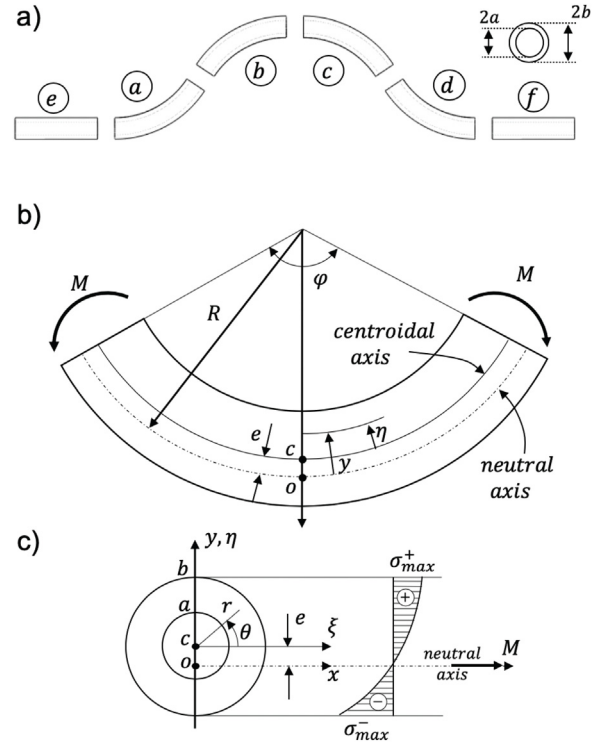 a)
2a
2b
e
a
b
c
d
f
b)
M
φ
M
R
centroidal
axis
e
c
η
y
o
neutral
axis
c)
y, η
b
a
r
θ
c
e
ξ
o
x
σ⁺max
+
neutral
axis
M
−
σ⁻max